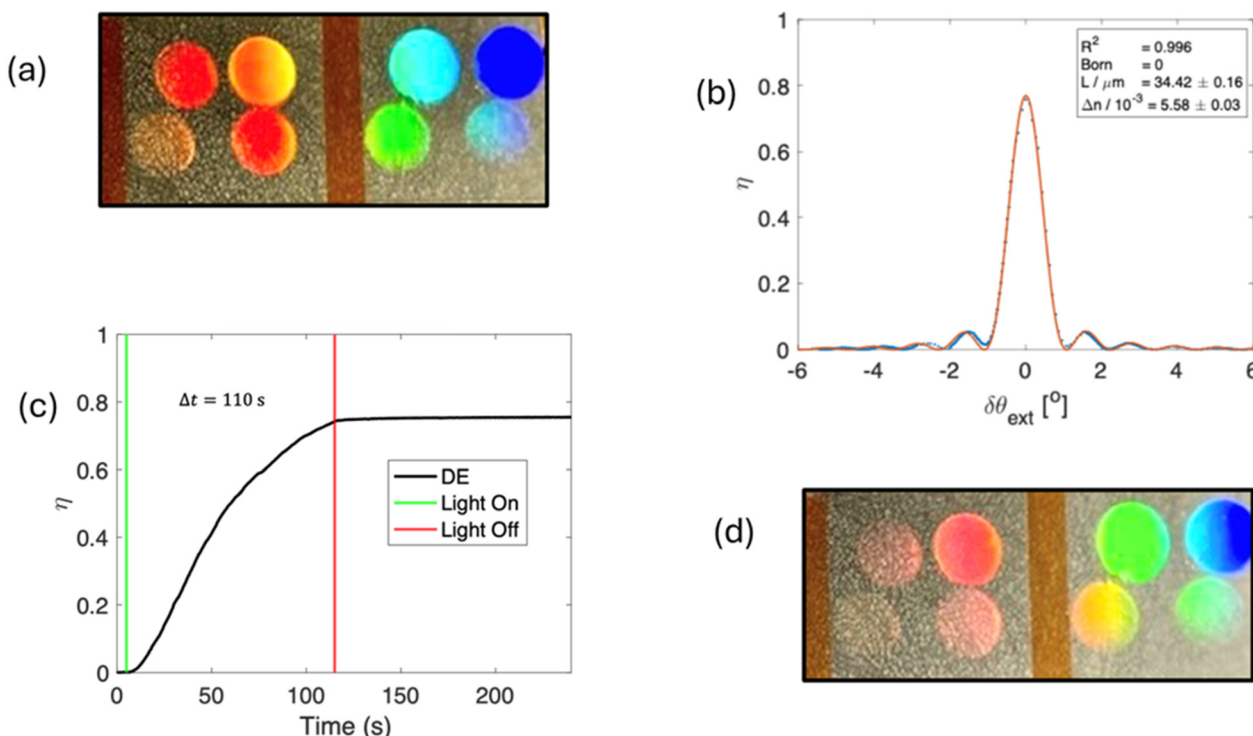 (a)
(b)
1
0.8
0.6
0.4
0.2
0
η
R² = 0.996
Born = 0
L / μm = 34.42 ± 0.16
Δn / 10⁻³ = 5.58 ± 0.03
-6 -4 -2 0 2 4 6
δθext [o]
(c)
1
0.8
0.6
0.4
0.2
0
η
Δt = 110 s
DE
Light On
Light Off
0 50 100 150 200
Time (s)
(d)